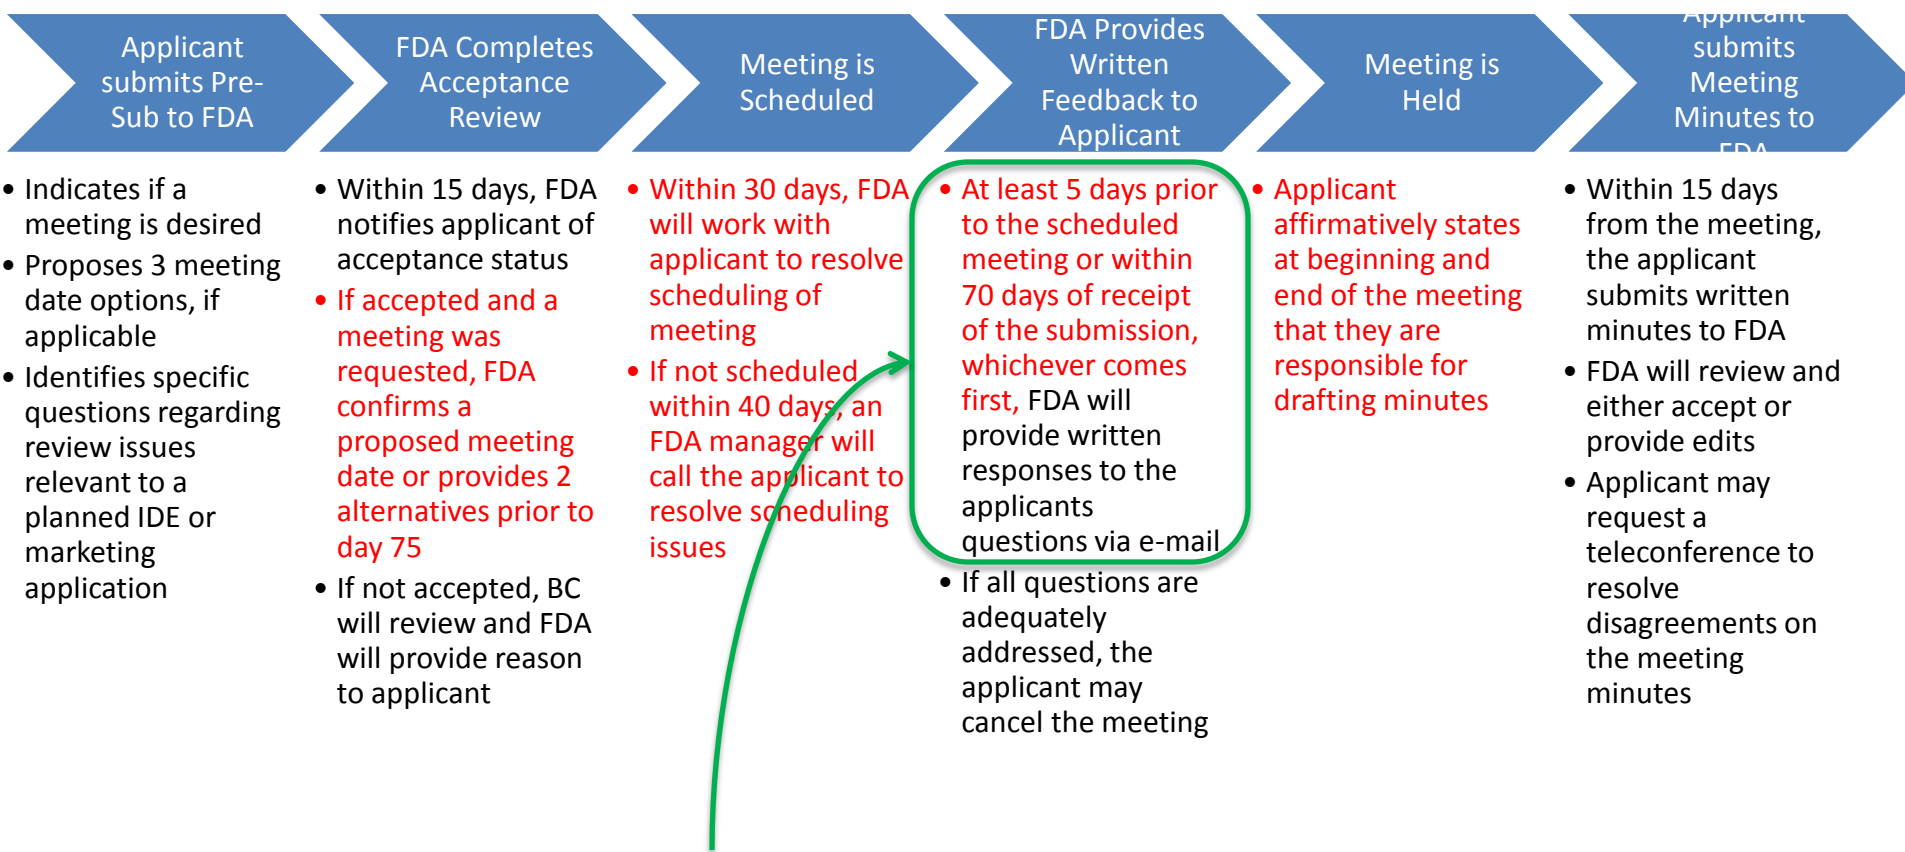 Applicant
submits Pre-
Sub to FDA
FDA Completes
Acceptance
Review
Meeting is
Scheduled
FDA Provides
Written
Feedback to
Applicant
Meeting is
Held
Applicant
submits
Meeting
Minutes to
FDA
• Indicates if a
meeting is desired
• Proposes 3 meeting
date options, if
applicable
• Identifies specific
questions regarding
review issues
relevant to a
planned IDE or
marketing
application
• Within 15 days, FDA
notifies applicant of
acceptance status
• If accepted and a
meeting was
requested, FDA
confirms a
proposed meeting
date or provides 2
alternatives prior to
day 75
• If not accepted, BC
will review and FDA
will provide reason
to applicant
• Within 30 days, FDA
will work with
applicant to resolve
scheduling of
meeting
• If not scheduled
within 40 days, an
FDA manager will
call the applicant to
resolve scheduling
issues
• At least 5 days prior
to the scheduled
meeting or within
70 days of receipt
of the submission,
whichever comes
first, FDA will
provide written
responses to the
applicants
questions via e-mail
• If all questions are
adequately
addressed, the
applicant may
cancel the meeting
• Applicant
affirmatively states
at beginning and
end of the meeting
that they are
responsible for
drafting minutes
• Within 15 days
from the meeting,
the applicant
submits written
minutes to FDA
• FDA will review and
either accept or
provide edits
• Applicant may
request a
teleconference to
resolve
disagreements on
the meeting
minutes